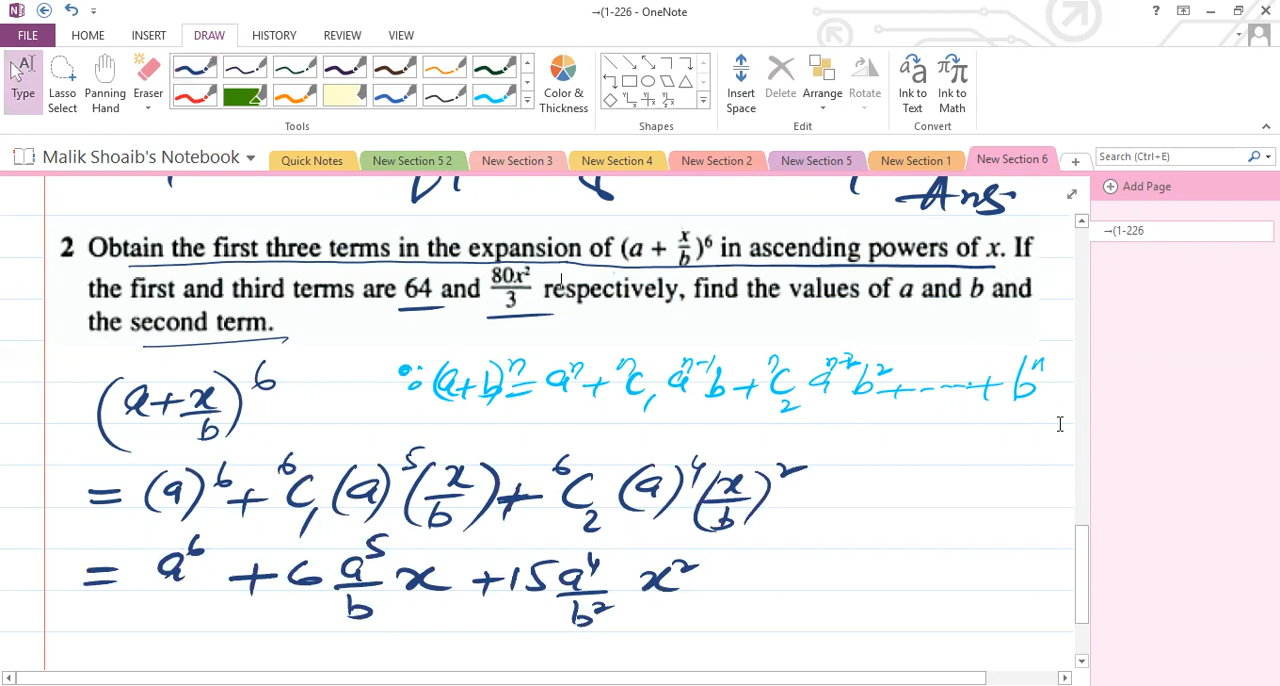 →(1-226 - OneNote
FILE HOME INSERT DRAW HISTORY REVIEW VIEW
Type Lasso Select Panning Hand Eraser Color & Thickness Insert Space Delete Arrange Rotate Ink to Text Ink to Math
Tools Shapes Edit Convert
Malik Shoaib's Notebook Quick Notes New Section 5 2 New Section 3 New Section 4 New Section 2 New Section 5 New Section 1 New Section 6 Search (Ctrl+E)
Add Page
→(1-226
Ans.
2 Obtain the first three terms in the expansion of (a + x/b)⁶ in ascending powers of x. If
the first and third terms are 64 and 80x²/3 respectively, find the values of a and b and
the second term.
(a+x/b)⁶ ∵ (a+b)ⁿ = aⁿ + ⁿC₁ aⁿ⁻¹b + ⁿC₂ aⁿ⁻²b² + ..... + bⁿ
= (a)⁶ + ⁶C₁ (a)⁵ (x/b) + ⁶C₂ (a)⁴ (x/b)²
= a⁶ + 6 a⁵/b x + 15 a⁴/b² x²